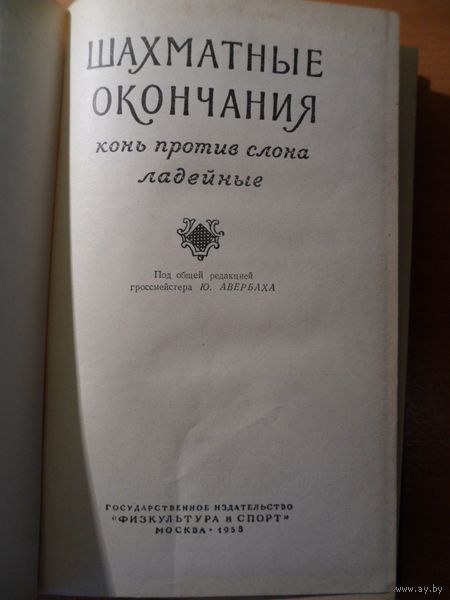 ШАХМАТНЫЕ
ОКОНЧАНИЯ
конь против слона
ладейные
Под общей редакцией
гроссмейстера Ю. АВЕРБАХА
ГОСУДАРСТВЕННОЕ ИЗДАТЕЛЬСТВО
"ФИЗКУЛЬТУРА И СПОРТ"
МОСКВА · 1958
www.ay.by